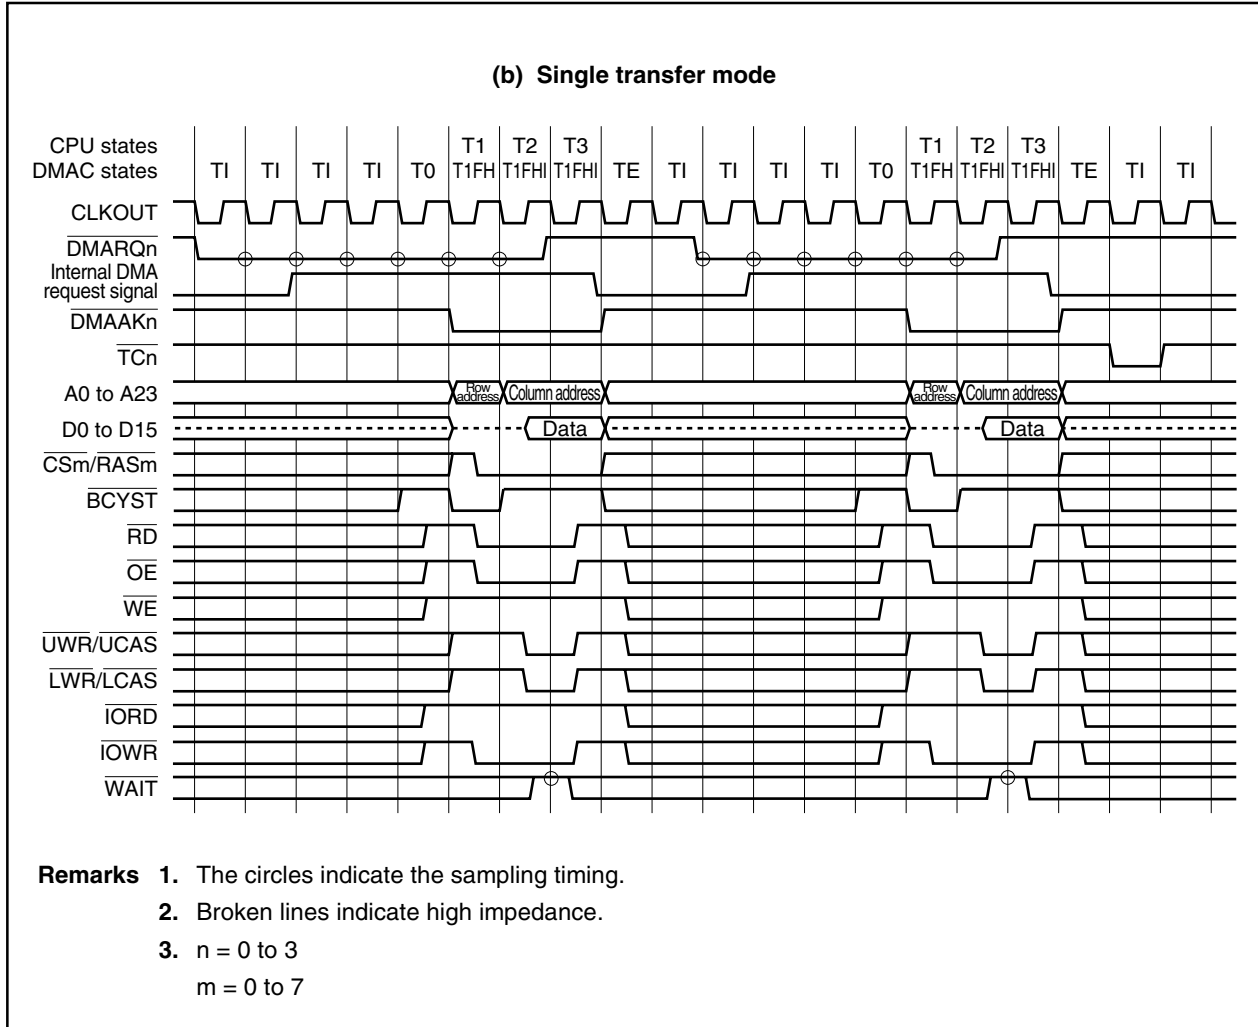 (b) Single transfer mode
CPU states T1 T2 T3 T1 T2 T3
DMAC states TI TI TI TI T0 T1FH T1FHI T1FHI TE TI TI TI TI T0 T1FH T1FHI T1FHI TE TI TI
CLKOUT
DMARQn
Internal DMA
request signal
DMAAKn
TCn
A0 to A23 Row address Column address Row address Column address
D0 to D15 Data Data
CSm/RASm
BCYST
RD
OE
WE
UWR/UCAS
LWR/LCAS
IORD
IOWR
WAIT
Remarks 1. The circles indicate the sampling timing.
2. Broken lines indicate high impedance.
3. n = 0 to 3
m = 0 to 7